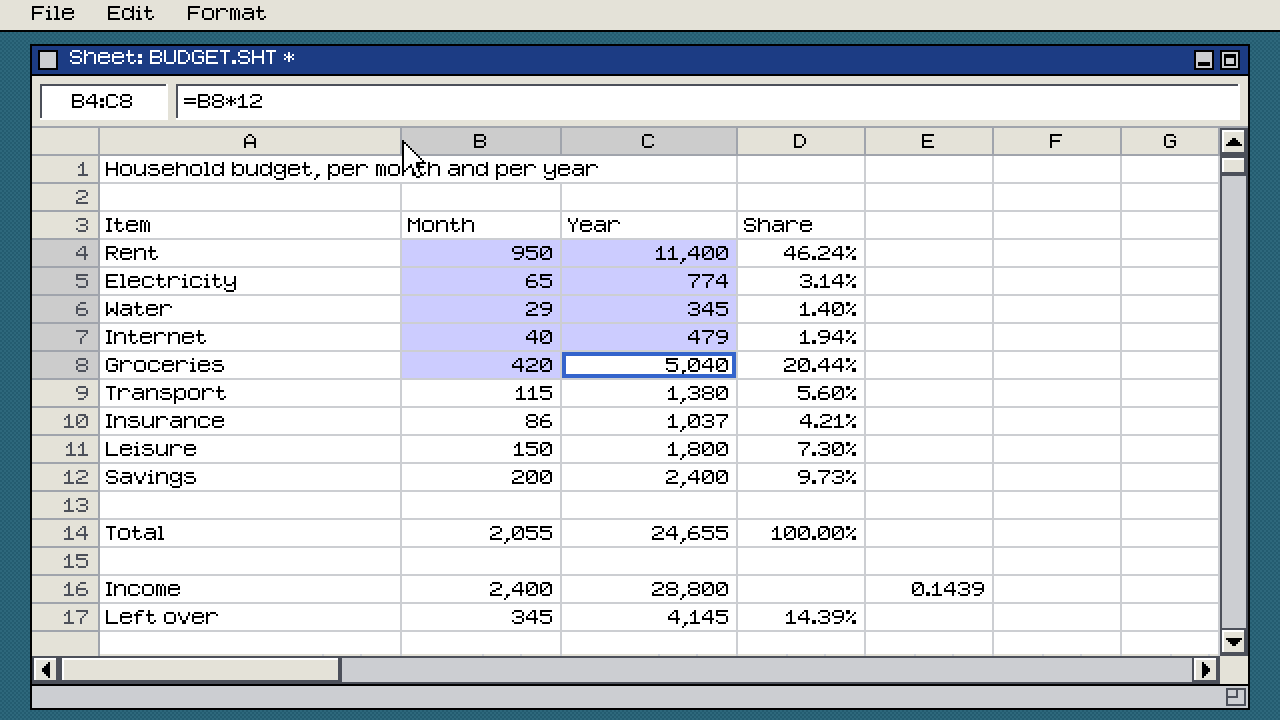 File Edit Format
Sheet: BUDGET.SHT *
B4:C8 =B8*12
A B C D E F G
1 Household budget, per month and per year
2
3 Item Month Year Share
4 Rent 950 11,400 46.24%
5 Electricity 65 774 3.14%
6 Water 29 345 1.40%
7 Internet 40 479 1.94%
8 Groceries 420 5,040 20.44%
9 Transport 115 1,380 5.60%
10 Insurance 86 1,037 4.21%
11 Leisure 150 1,800 7.30%
12 Savings 200 2,400 9.73%
13
14 Total 2,055 24,655 100.00%
15
16 Income 2,400 28,800 0.1439
17 Left over 345 4,145 14.39%